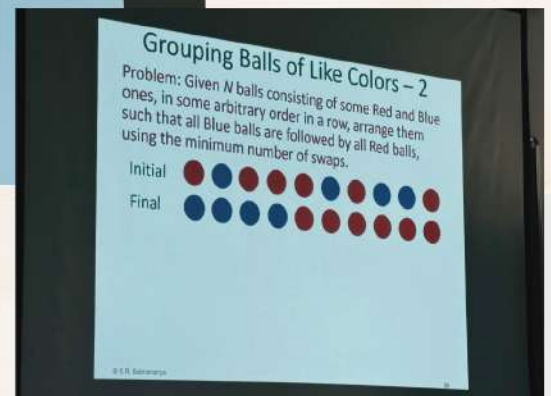 Grouping Balls of Like Colors – 2
Problem: Given N balls consisting of some Red and Blue
ones, in some arbitrary order in a row, arrange them
such that all Blue balls are followed by all Red balls,
using the minimum number of swaps.
Initial
Final